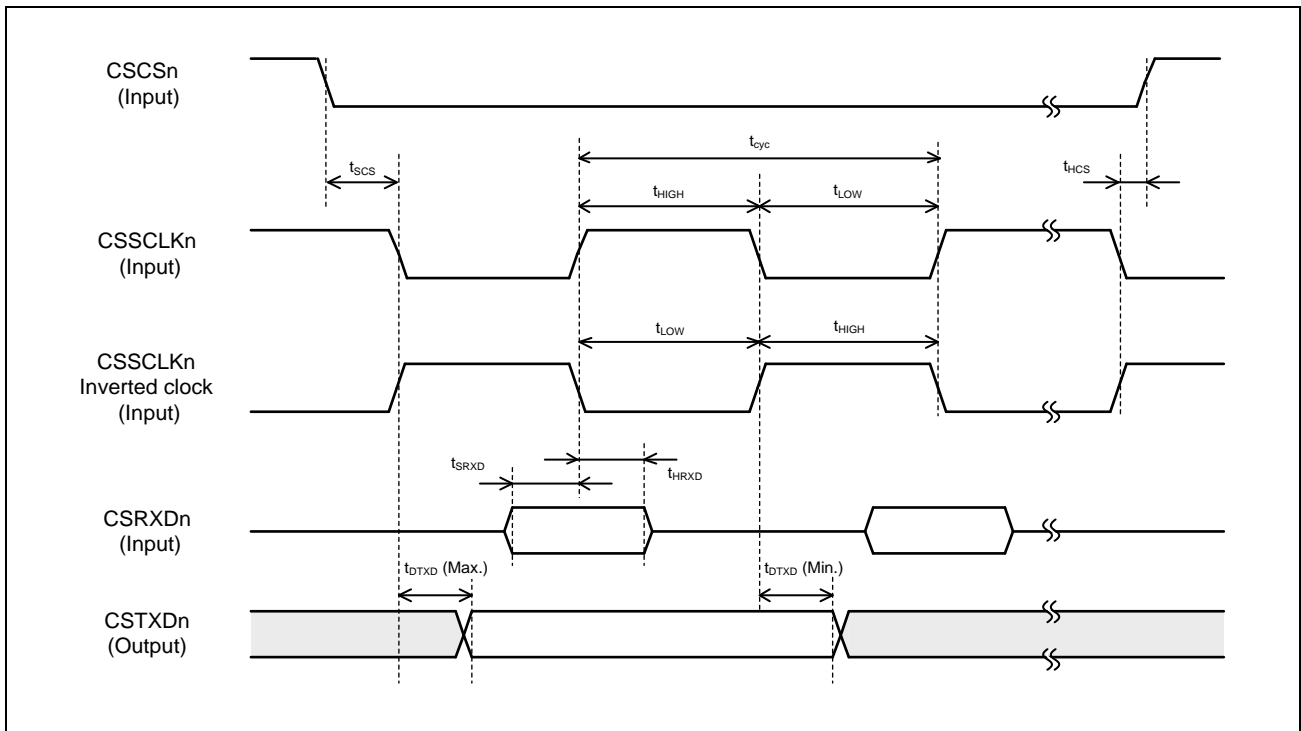 CSCSn
(Input)
tcyc
tSCS
tHCS
tHIGH
tLOW
CSSCLKn
(Input)
tLOW
tHIGH
CSSCLKn
Inverted clock
(Input)
tSRXD
tHRXD
CSRXDn
(Input)
tDTXD (Max.)
tDTXD (Min.)
CSTXDn
(Output)